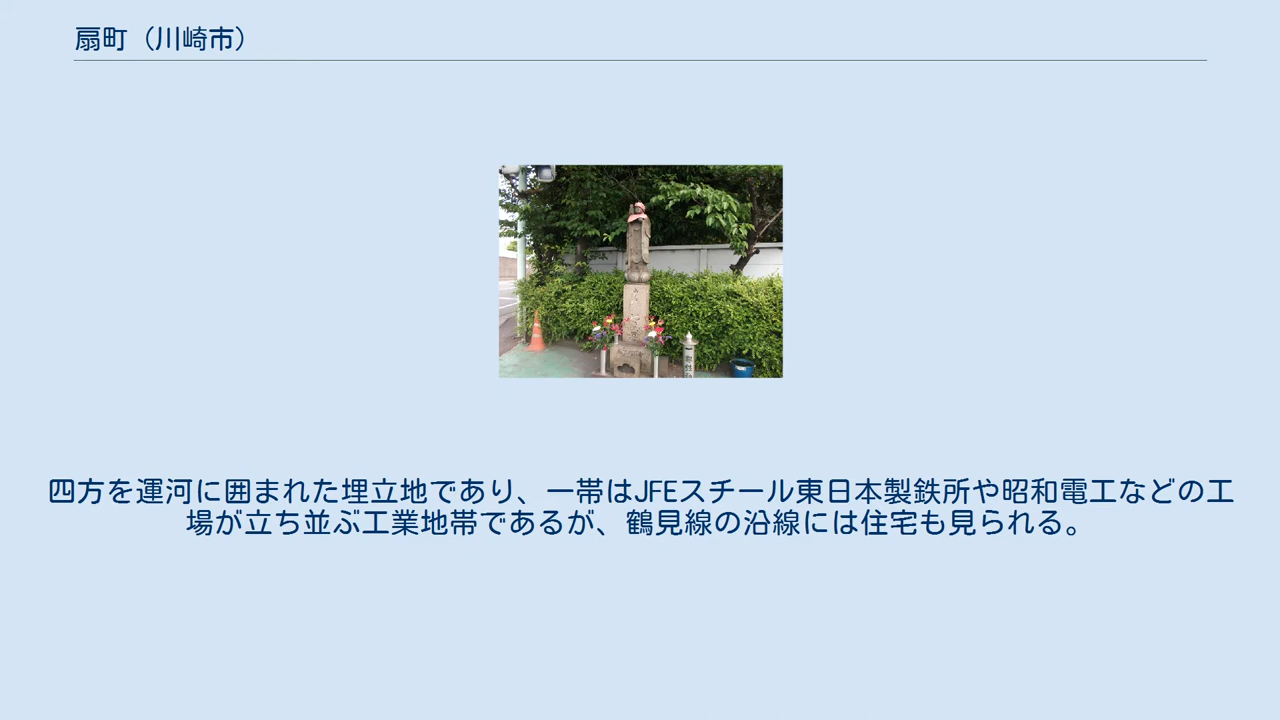 扇町（川崎市）
四方を運河に囲まれた埋立地であり、一帯はJFEスチール東日本製鉄所や昭和電工などの工
場が立ち並ぶ工業地帯であるが、鶴見線の沿線には住宅も見られる。